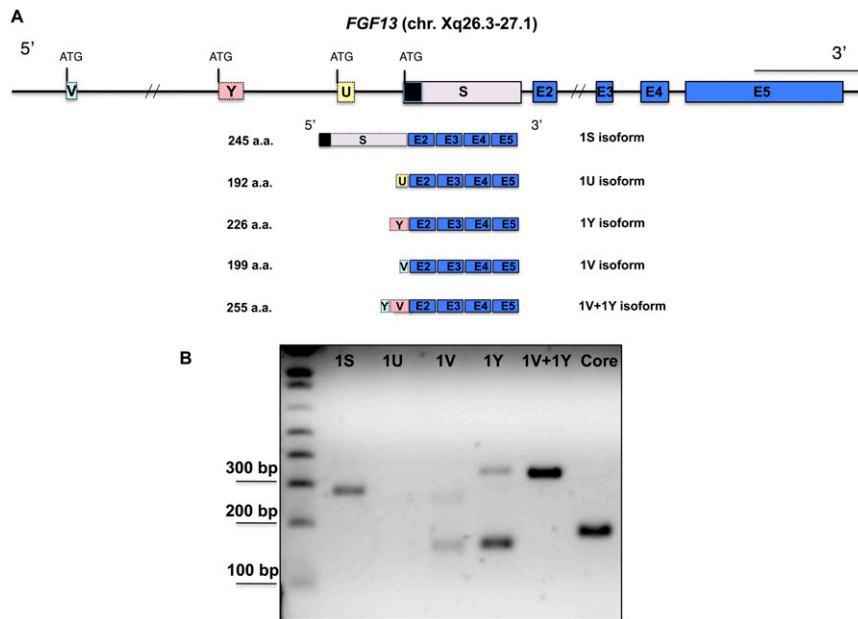 A
FGF13 (chr. Xq26.3-27.1)
5’ 3’
ATG ATG ATG ATG
V // Y U S E2 // E3 E4 E5
5’ 3’
245 a.a. S E2 E3 E4 E5 1S isoform
192 a.a. U E2 E3 E4 E5 1U isoform
226 a.a. Y E2 E3 E4 E5 1Y isoform
199 a.a. V E2 E3 E4 E5 1V isoform
255 a.a. Y V E2 E3 E4 E5 1V+1Y isoform
B
1S 1U 1V 1Y 1V+1Y Core
300 bp
200 bp
100 bp